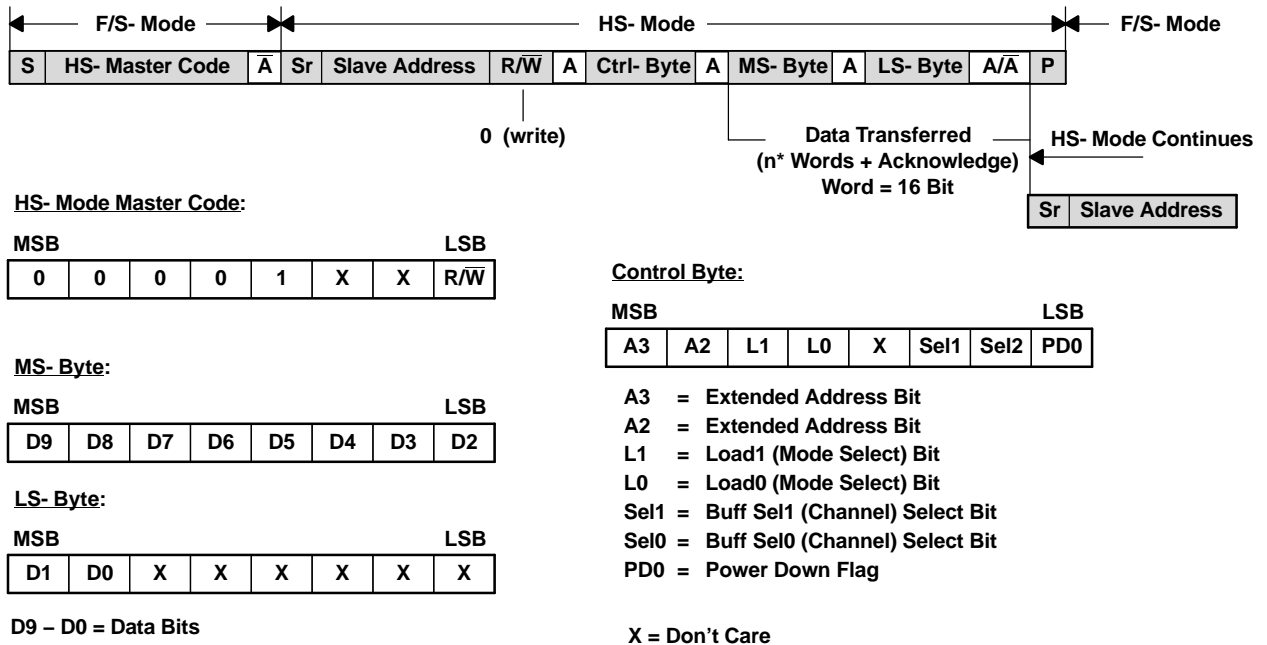 F/S- Mode HS- Mode F/S- Mode
S HS- Master Code A̅ Sr Slave Address R/W̅ A Ctrl- Byte A MS- Byte A LS- Byte A/A̅ P
0 (write)
Data Transferred
(n* Words + Acknowledge)
Word = 16 Bit
HS- Mode Continues
Sr Slave Address
HS- Mode Master Code:
MSB LSB
0 0 0 0 1 X X R/W̅
MS- Byte:
MSB LSB
D9 D8 D7 D6 D5 D4 D3 D2
LS- Byte:
MSB LSB
D1 D0 X X X X X X
D9 – D0 = Data Bits
Control Byte:
MSB LSB
A3 A2 L1 L0 X Sel1 Sel2 PD0
A3 = Extended Address Bit
A2 = Extended Address Bit
L1 = Load1 (Mode Select) Bit
L0 = Load0 (Mode Select) Bit
Sel1 = Buff Sel1 (Channel) Select Bit
Sel0 = Buff Sel0 (Channel) Select Bit
PD0 = Power Down Flag
X = Don't Care